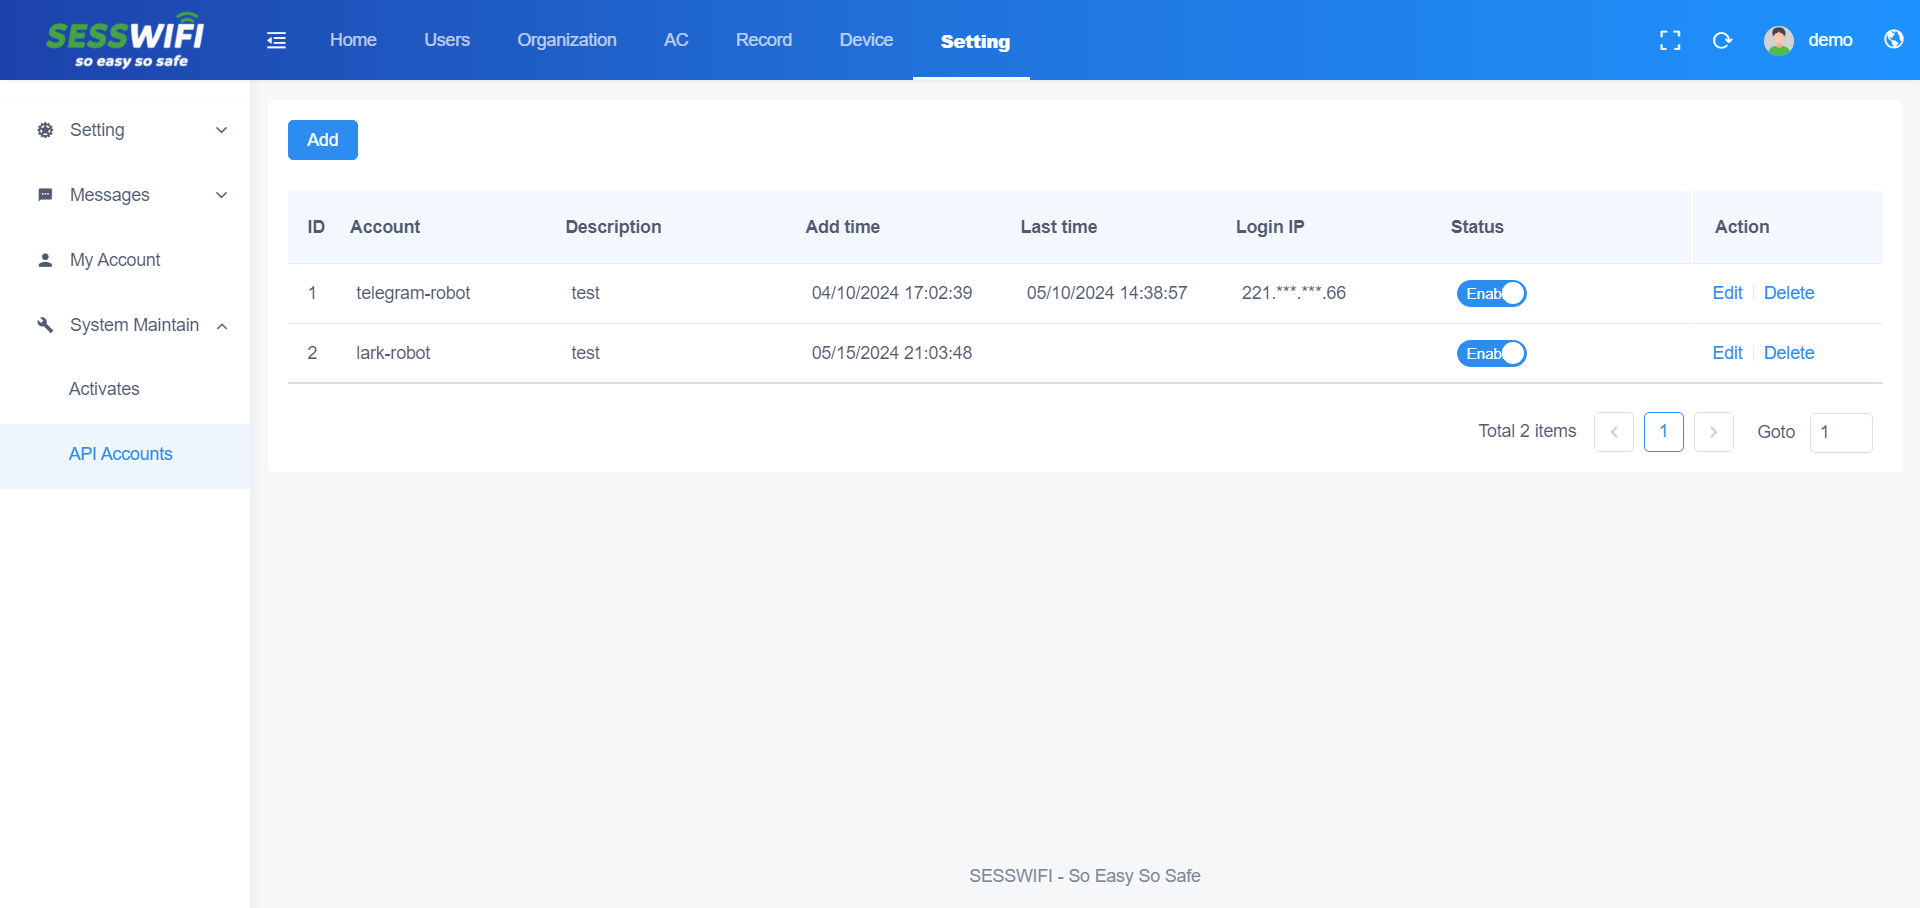 SESSWIFI
so easy so safe
Home Users Organization AC Record Device Setting
demo
Setting
Messages
My Account
System Maintain
Activates
API Accounts
Add
ID Account Description Add time Last time Login IP Status Action
1 telegram-robot test 04/10/2024 17:02:39 05/10/2024 14:38:57 221.***.***.66 Enab Edit Delete
2 lark-robot test 05/15/2024 21:03:48 Enab Edit Delete
Total 2 items 1 Goto 1
SESSWIFI - So Easy So Safe